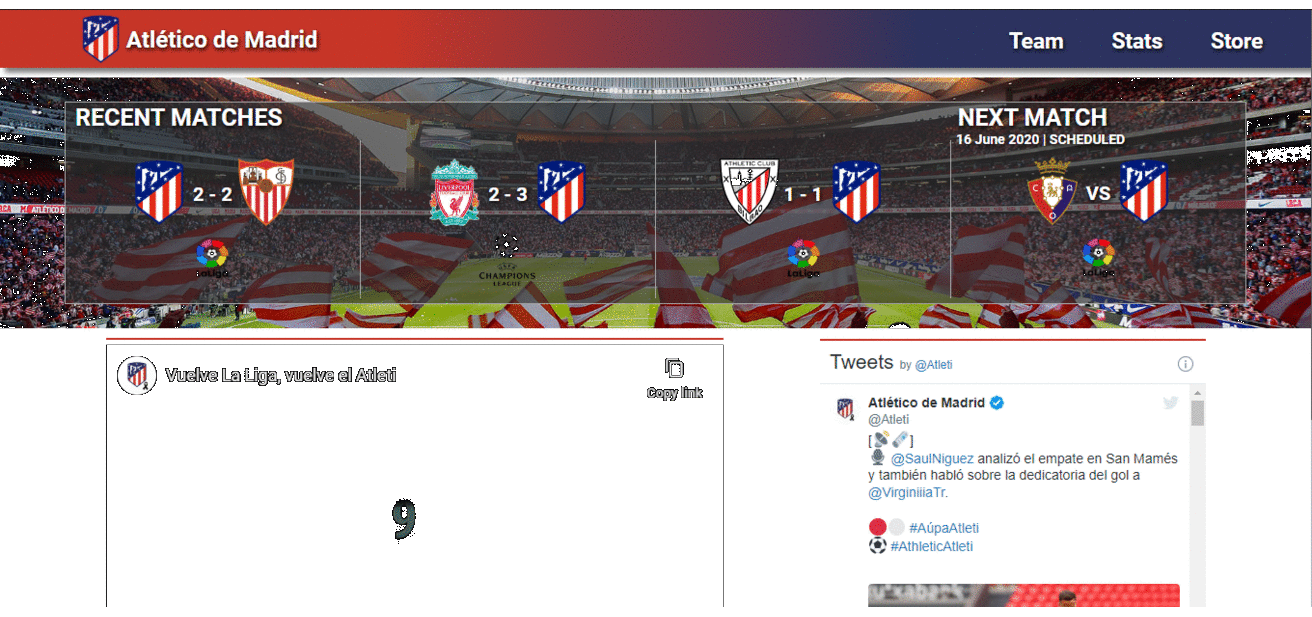 Atlético de Madrid
Team Stats Store
RECENT MATCHES
NEXT MATCH
16 June 2020 | SCHEDULED
2 - 2
2 - 3
ATHLETIC CLUB
BILBAO
1 - 1
VS
LIVERPOOL
C A
LaLiga
CHAMPIONS
LEAGUE
LaLiga
LaLiga
Vuelve La Liga, vuelve el Atleti
Copy link
9
Tweets by @Atleti
Atlético de Madrid
@Atleti
[ ]
@SaulNiguez analizó el empate en San Mamés
y también habló sobre la dedicatoria del gol a
@VirginiiiaTr.
#AúpaAtleti
#AthleticAtleti